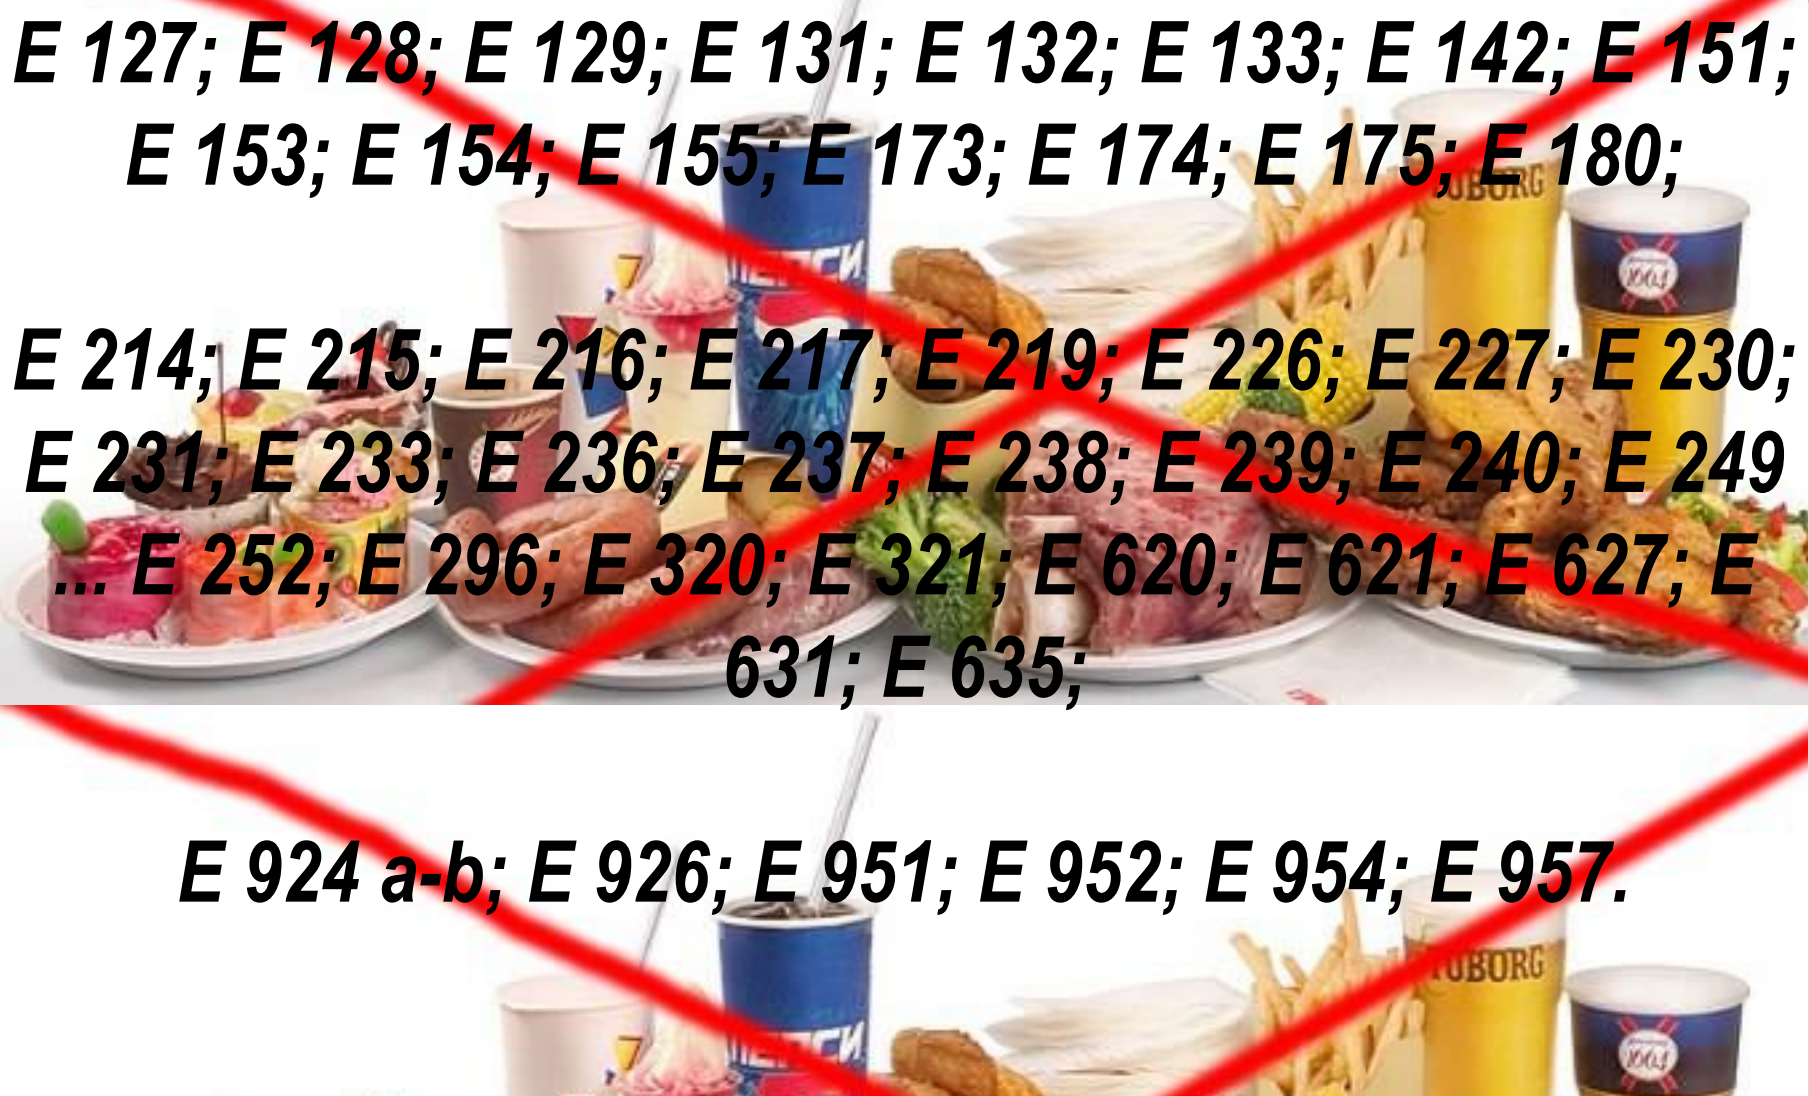 E 127; E 128; E 129; E 131; E 132; E 133; E 142; E 151;
E 153; E 154; E 155; E 173; E 174; E 175; E 180;
E 214; E 215; E 216; E 217; E 219; E 226; E 227; E 230;
E 231; E 233; E 236; E 237; E 238; E 239; E 240; E 249
... E 252; E 296; E 320; E 321; E 620; E 621; E 627; E
631; E 635;
E 924 a-b; E 926; E 951; E 952; E 954; E 957.
TUBORG
1664